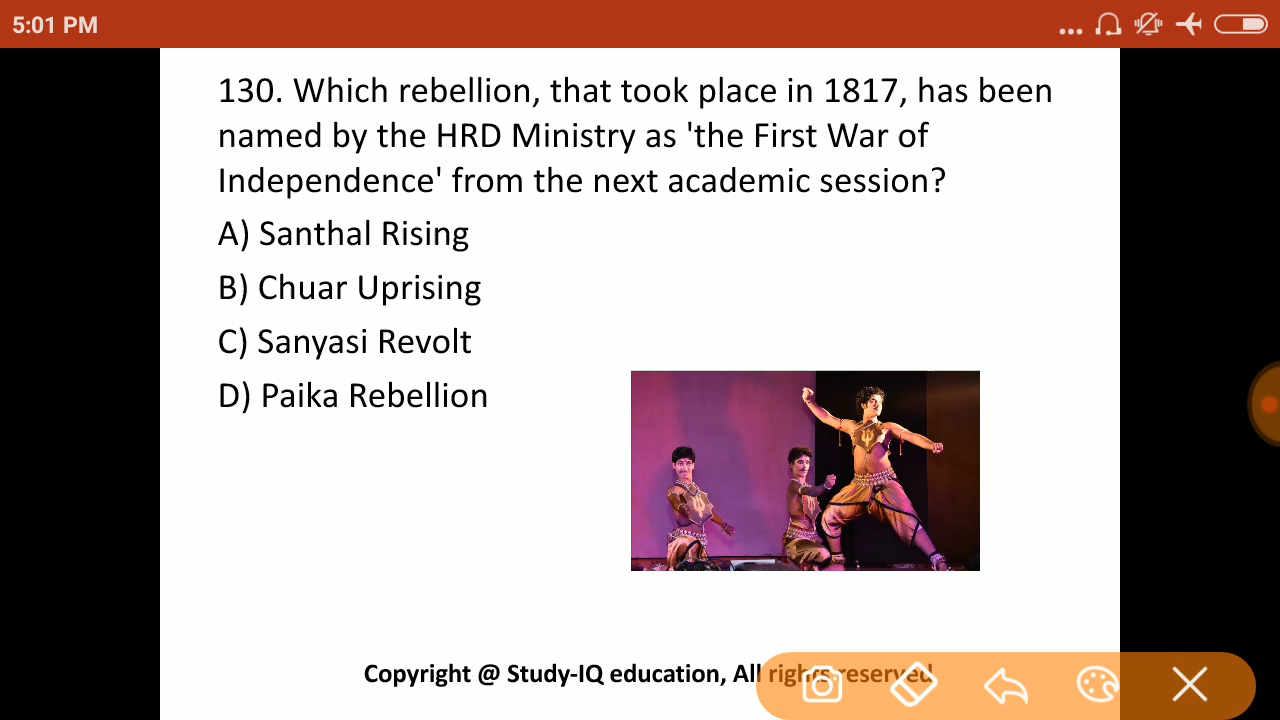 5:01 PM
130. Which rebellion, that took place in 1817, has been
named by the HRD Ministry as 'the First War of
Independence' from the next academic session?
A) Santhal Rising
B) Chuar Uprising
C) Sanyasi Revolt
D) Paika Rebellion
Copyright @ Study-IQ education, All rights reserved